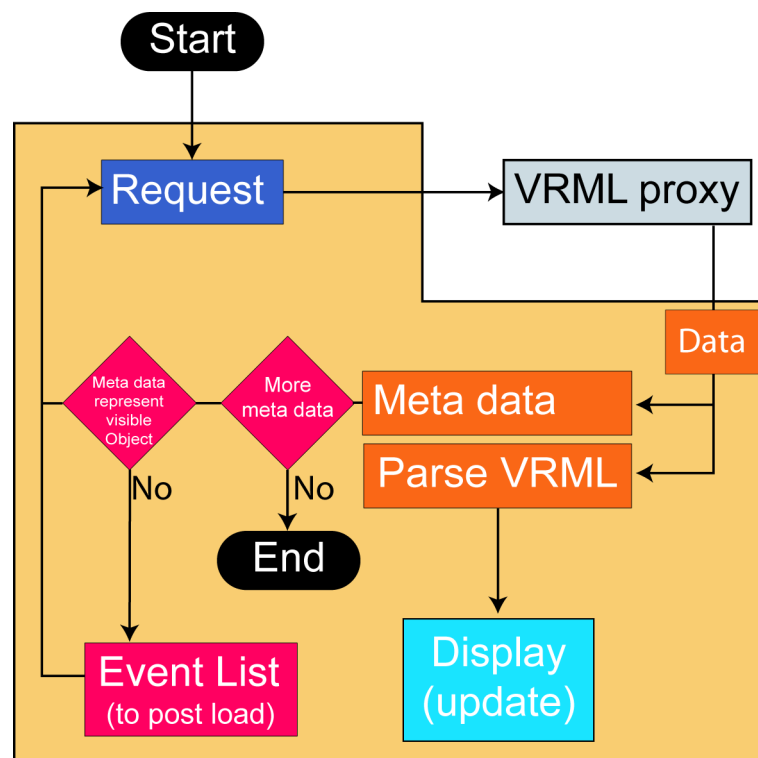 Start
Request
VRML proxy
Data
Meta data
represent
visible
Object
More
meta data
Meta data
Parse VRML
No
No
End
Event List
(to post load)
Display
(update)